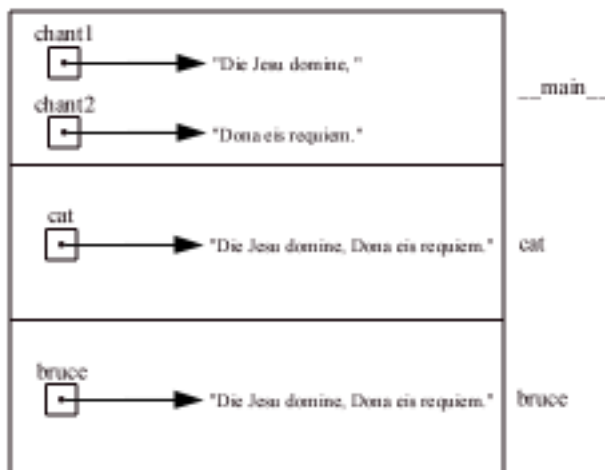 chant1
"Die Jesu domine, "
__main__
chant2
"Dona eis requiem."
cat
"Die Jesu domine, Dona eis requiem."
cat
bruce
"Die Jesu domine, Dona eis requiem."
bruce